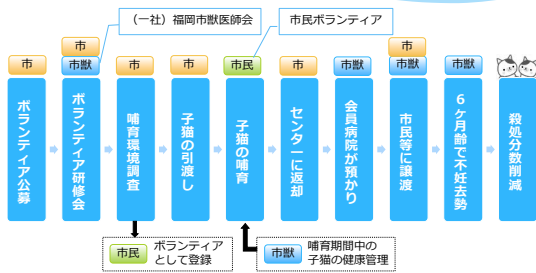 （一社）福岡市獣医師会
市民ボランティア
市
市
市獣
市
市
市民
市
市獣
市
市獣
市獣
ボランティア公募
ボランティア研修会
哺育環境調査
子猫の引渡し
子猫の哺育
センターに返却
会員病院が預かり
市民等に譲渡
６ケ月齢で不妊去勢
殺処分数削減
市民
ボランティア
として登録
市獣
哺育期間中の
子猫の健康管理